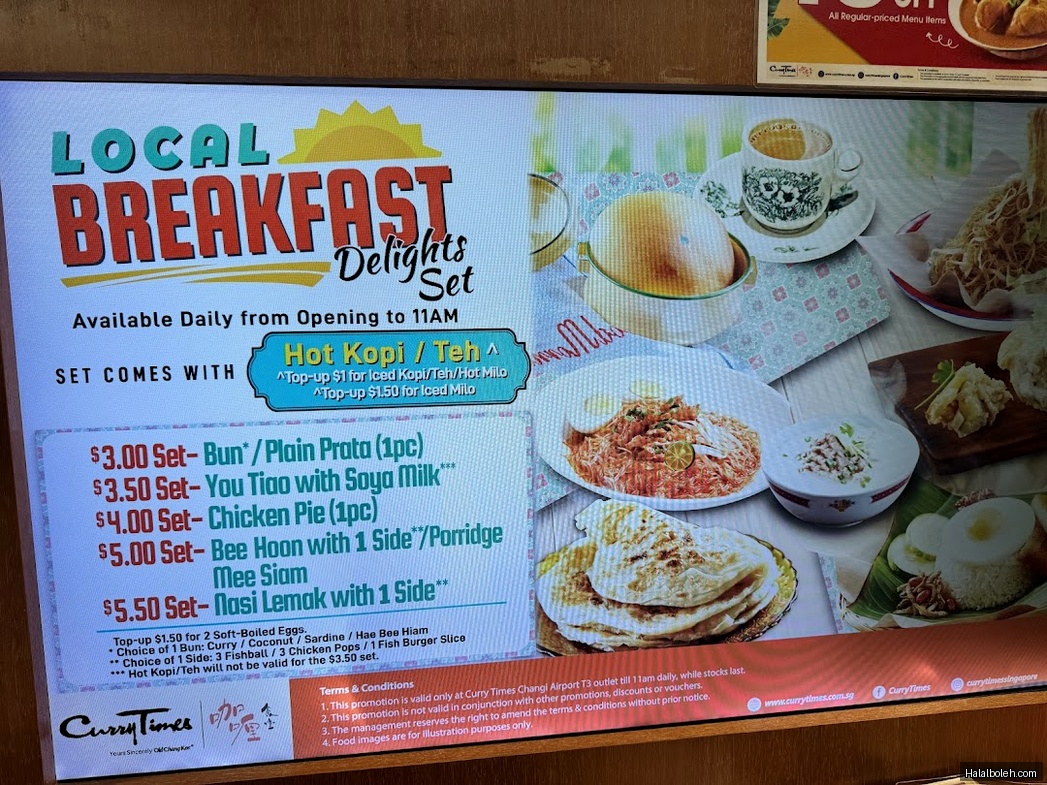 All Regular-priced Menu Items
CurryTimes
LOCAL
BREAKFAST
Delights
Set
Available Daily from Opening to 11AM
SET COMES WITH
Hot Kopi / Teh ^
^Top-up $1 for Iced Kopi/Teh/Hot Milo
^Top-up $1.50 for Iced Milo
$3.00 Set- Bun*/ Plain Prata (1pc)
$3.50 Set- You Tiao with Soya Milk***
$4.00 Set- Chicken Pie (1pc)
$5.00 Set- Bee Hoon with 1 Side**/Porridge
Mee Siam
$5.50 Set- Nasi Lemak with 1 Side**
Top-up $1.50 for 2 Soft-Boiled Eggs.
* Choice of 1 Bun: Curry / Coconut / Sardine / Hae Bee Hiam
** Choice of 1 Side: 3 Fishball / 3 Chicken Pops / 1 Fish Burger Slice
*** Hot Kopi/Teh will not be valid for the $3.50 set.
CurryTimes
Yours Sincerely Old Chang Kee
咖喱
Terms & Conditions
1. This promotion is valid only at Curry Times Changi Airport T3 outlet till 11am daily, while stocks last.
2. This promotion is not valid in conjunction with other promotions, discounts or vouchers.
3. The management reserves the right to amend the terms & conditions without prior notice.
4. Food images are for illustration purposes only.
www.currytimes.com.sg
CurryTimes
currytimessingapore
Halalboleh.com